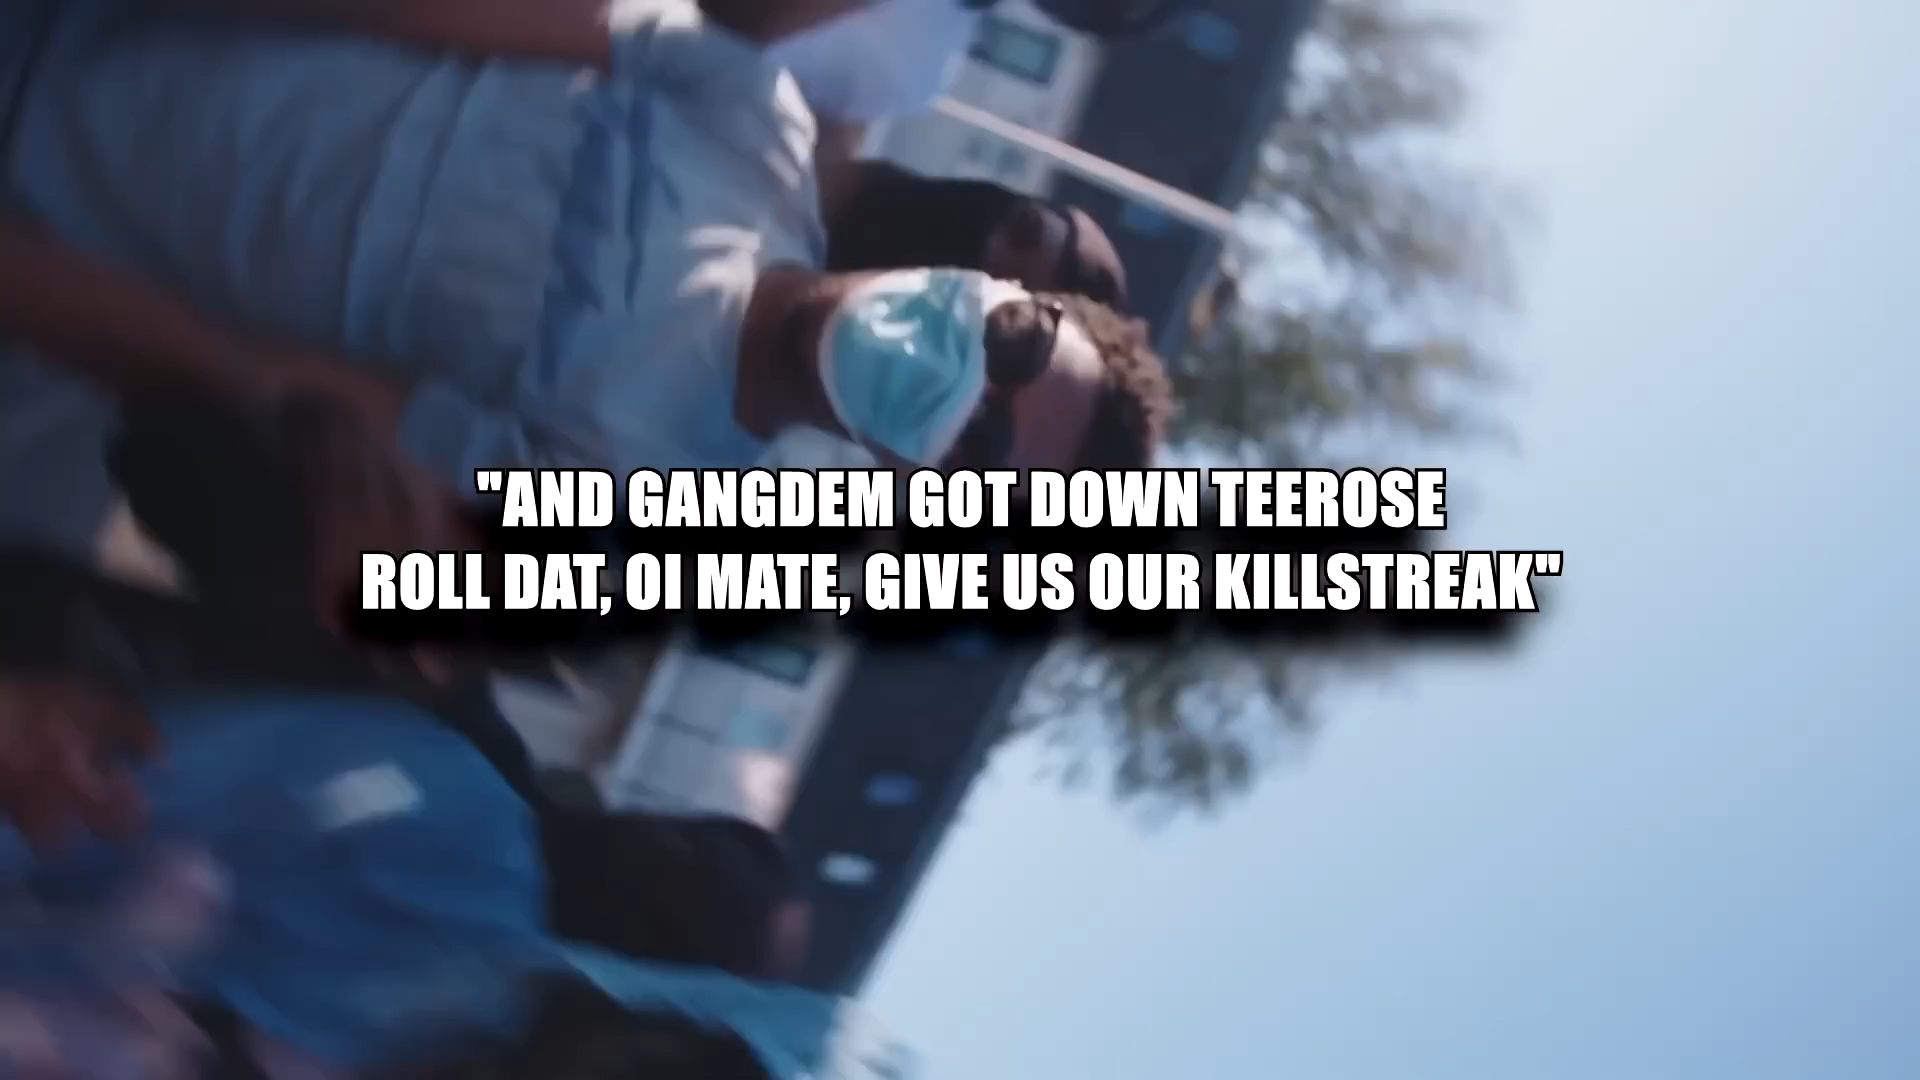 "AND GANGDEM GOT DOWN TEEROSE
ROLL DAT, OI MATE, GIVE US OUR KILLSTREAK"